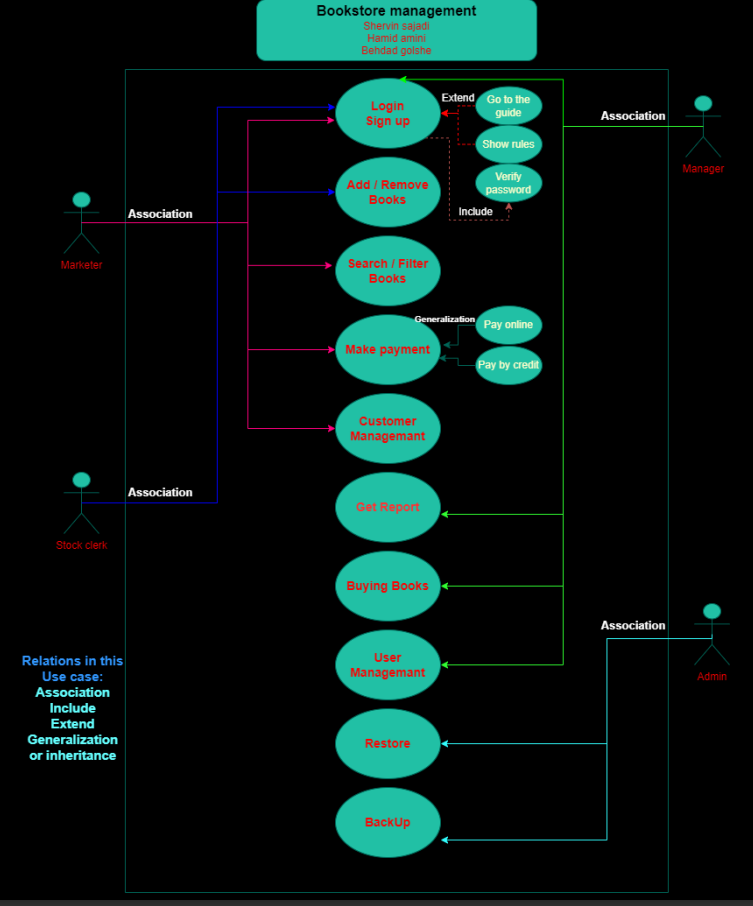 Bookstore management
Shervin sajadi
Hamid amini
Behdad golshe
Login
Sign up
Extend
Go to the
guide
Show rules
Verify
password
Include
Association
Manager
Add / Remove
Books
Association
Marketer
Search / Filter
Books
Generalization
Pay online
Make payment
Pay by credit
Customer
Managemant
Association
Stock clerk
Get Report
Buying Books
Association
Admin
User
Managemant
Relations in this
Use case:
Association
Include
Extend
Generalization
or inheritance
Restore
BackUp